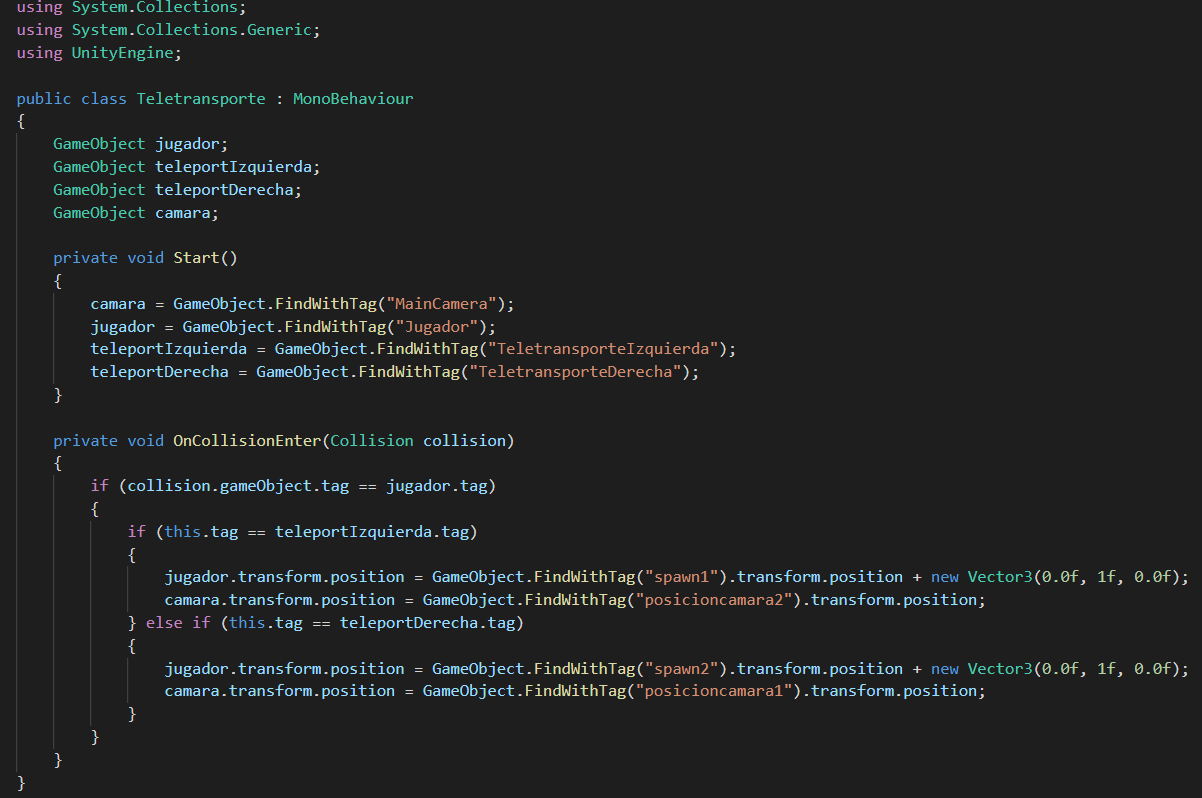 using System.Collections;
using System.Collections.Generic;
using UnityEngine;

public class Teletransporte : MonoBehaviour
{
    GameObject jugador;
    GameObject teleportIzquierda;
    GameObject teleportDerecha;
    GameObject camara;

    private void Start()
    {
        camara = GameObject.FindWithTag("MainCamera");
        jugador = GameObject.FindWithTag("Jugador");
        teleportIzquierda = GameObject.FindWithTag("TeletransporteIzquierda");
        teleportDerecha = GameObject.FindWithTag("TeletransporteDerecha");
    }

    private void OnCollisionEnter(Collision collision)
    {
        if (collision.gameObject.tag == jugador.tag)
        {
            if (this.tag == teleportIzquierda.tag)
            {
                jugador.transform.position = GameObject.FindWithTag("spawn1").transform.position + new Vector3(0.0f, 1f, 0.0f);
                camara.transform.position = GameObject.FindWithTag("posicioncamara2").transform.position;
            } else if (this.tag == teleportDerecha.tag)
            {
                jugador.transform.position = GameObject.FindWithTag("spawn2").transform.position + new Vector3(0.0f, 1f, 0.0f);
                camara.transform.position = GameObject.FindWithTag("posicioncamara1").transform.position;
            }
        }
    }
}